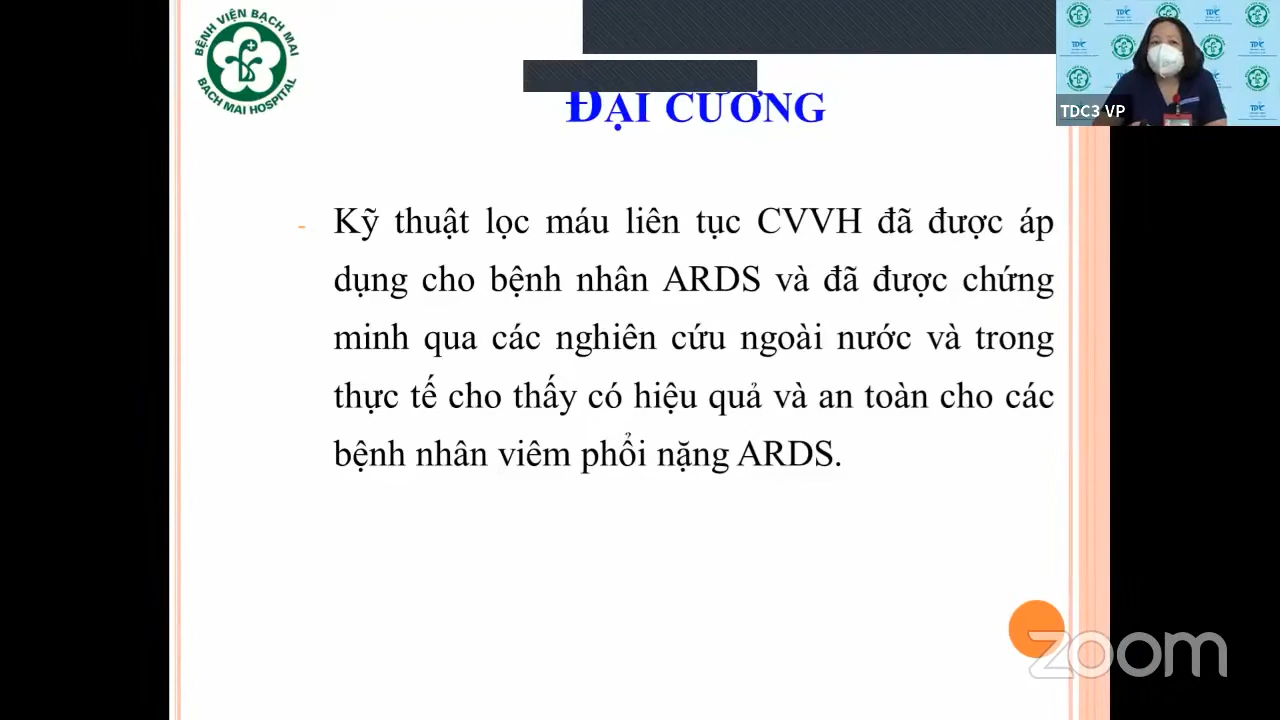 BỆNH VIỆN BẠCH MAI
BACH MAI HOSPITAL
ĐẠI CƯƠNG
TDC
TDC3 VP
- Kỹ thuật lọc máu liên tục CVVH đã được áp
dụng cho bệnh nhân ARDS và đã được chứng
minh qua các nghiên cứu ngoài nước và trong
thực tế cho thấy có hiệu quả và an toàn cho các
bệnh nhân viêm phổi nặng ARDS.
zoom